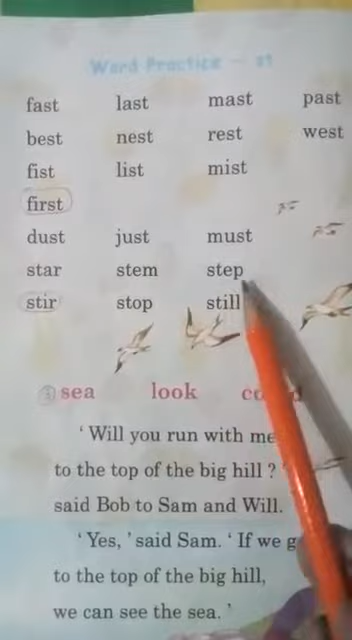 Word Practice - 21
fast last mast past
best nest rest west
fist list mist
first
dust just must
star stem step
stir stop still
sea look
' Will you run with me
to the top of the big hill ? '
said Bob to Sam and Will.
' Yes, ' said Sam. ' If we
to the top of the big hill,
we can see the sea. '